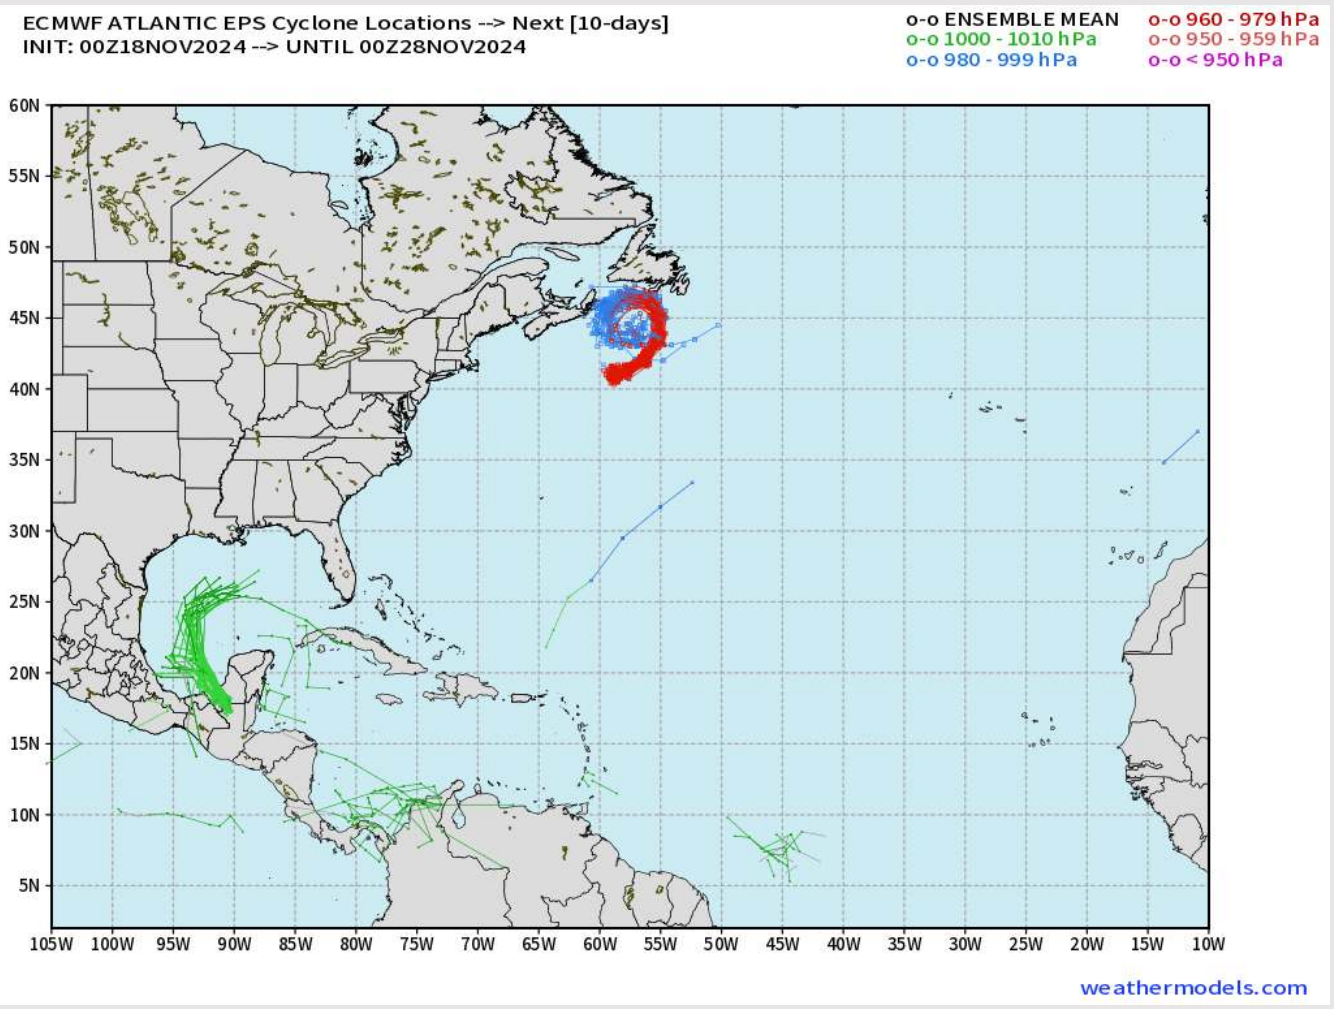 ECMWF ATLANTIC EPS Cyclone Locations --> Next [10-days]
INIT: 00Z18NOV2024 --> UNTIL 00Z28NOV2024
o-o ENSEMBLE MEAN
o-o 960 - 979 hPa
o-o 1000 - 1010 hPa
o-o 950 - 959 hPa
o-o 980 - 999 hPa
o-o < 950 hPa
60N
55N
50N
45N
40N
35N
30N
25N
20N
15N
10N
5N
105W 100W 95W 90W 85W 80W 75W 70W 65W 60W 55W 50W 45W 40W 35W 30W 25W 20W 15W 10W
weathermodels.com